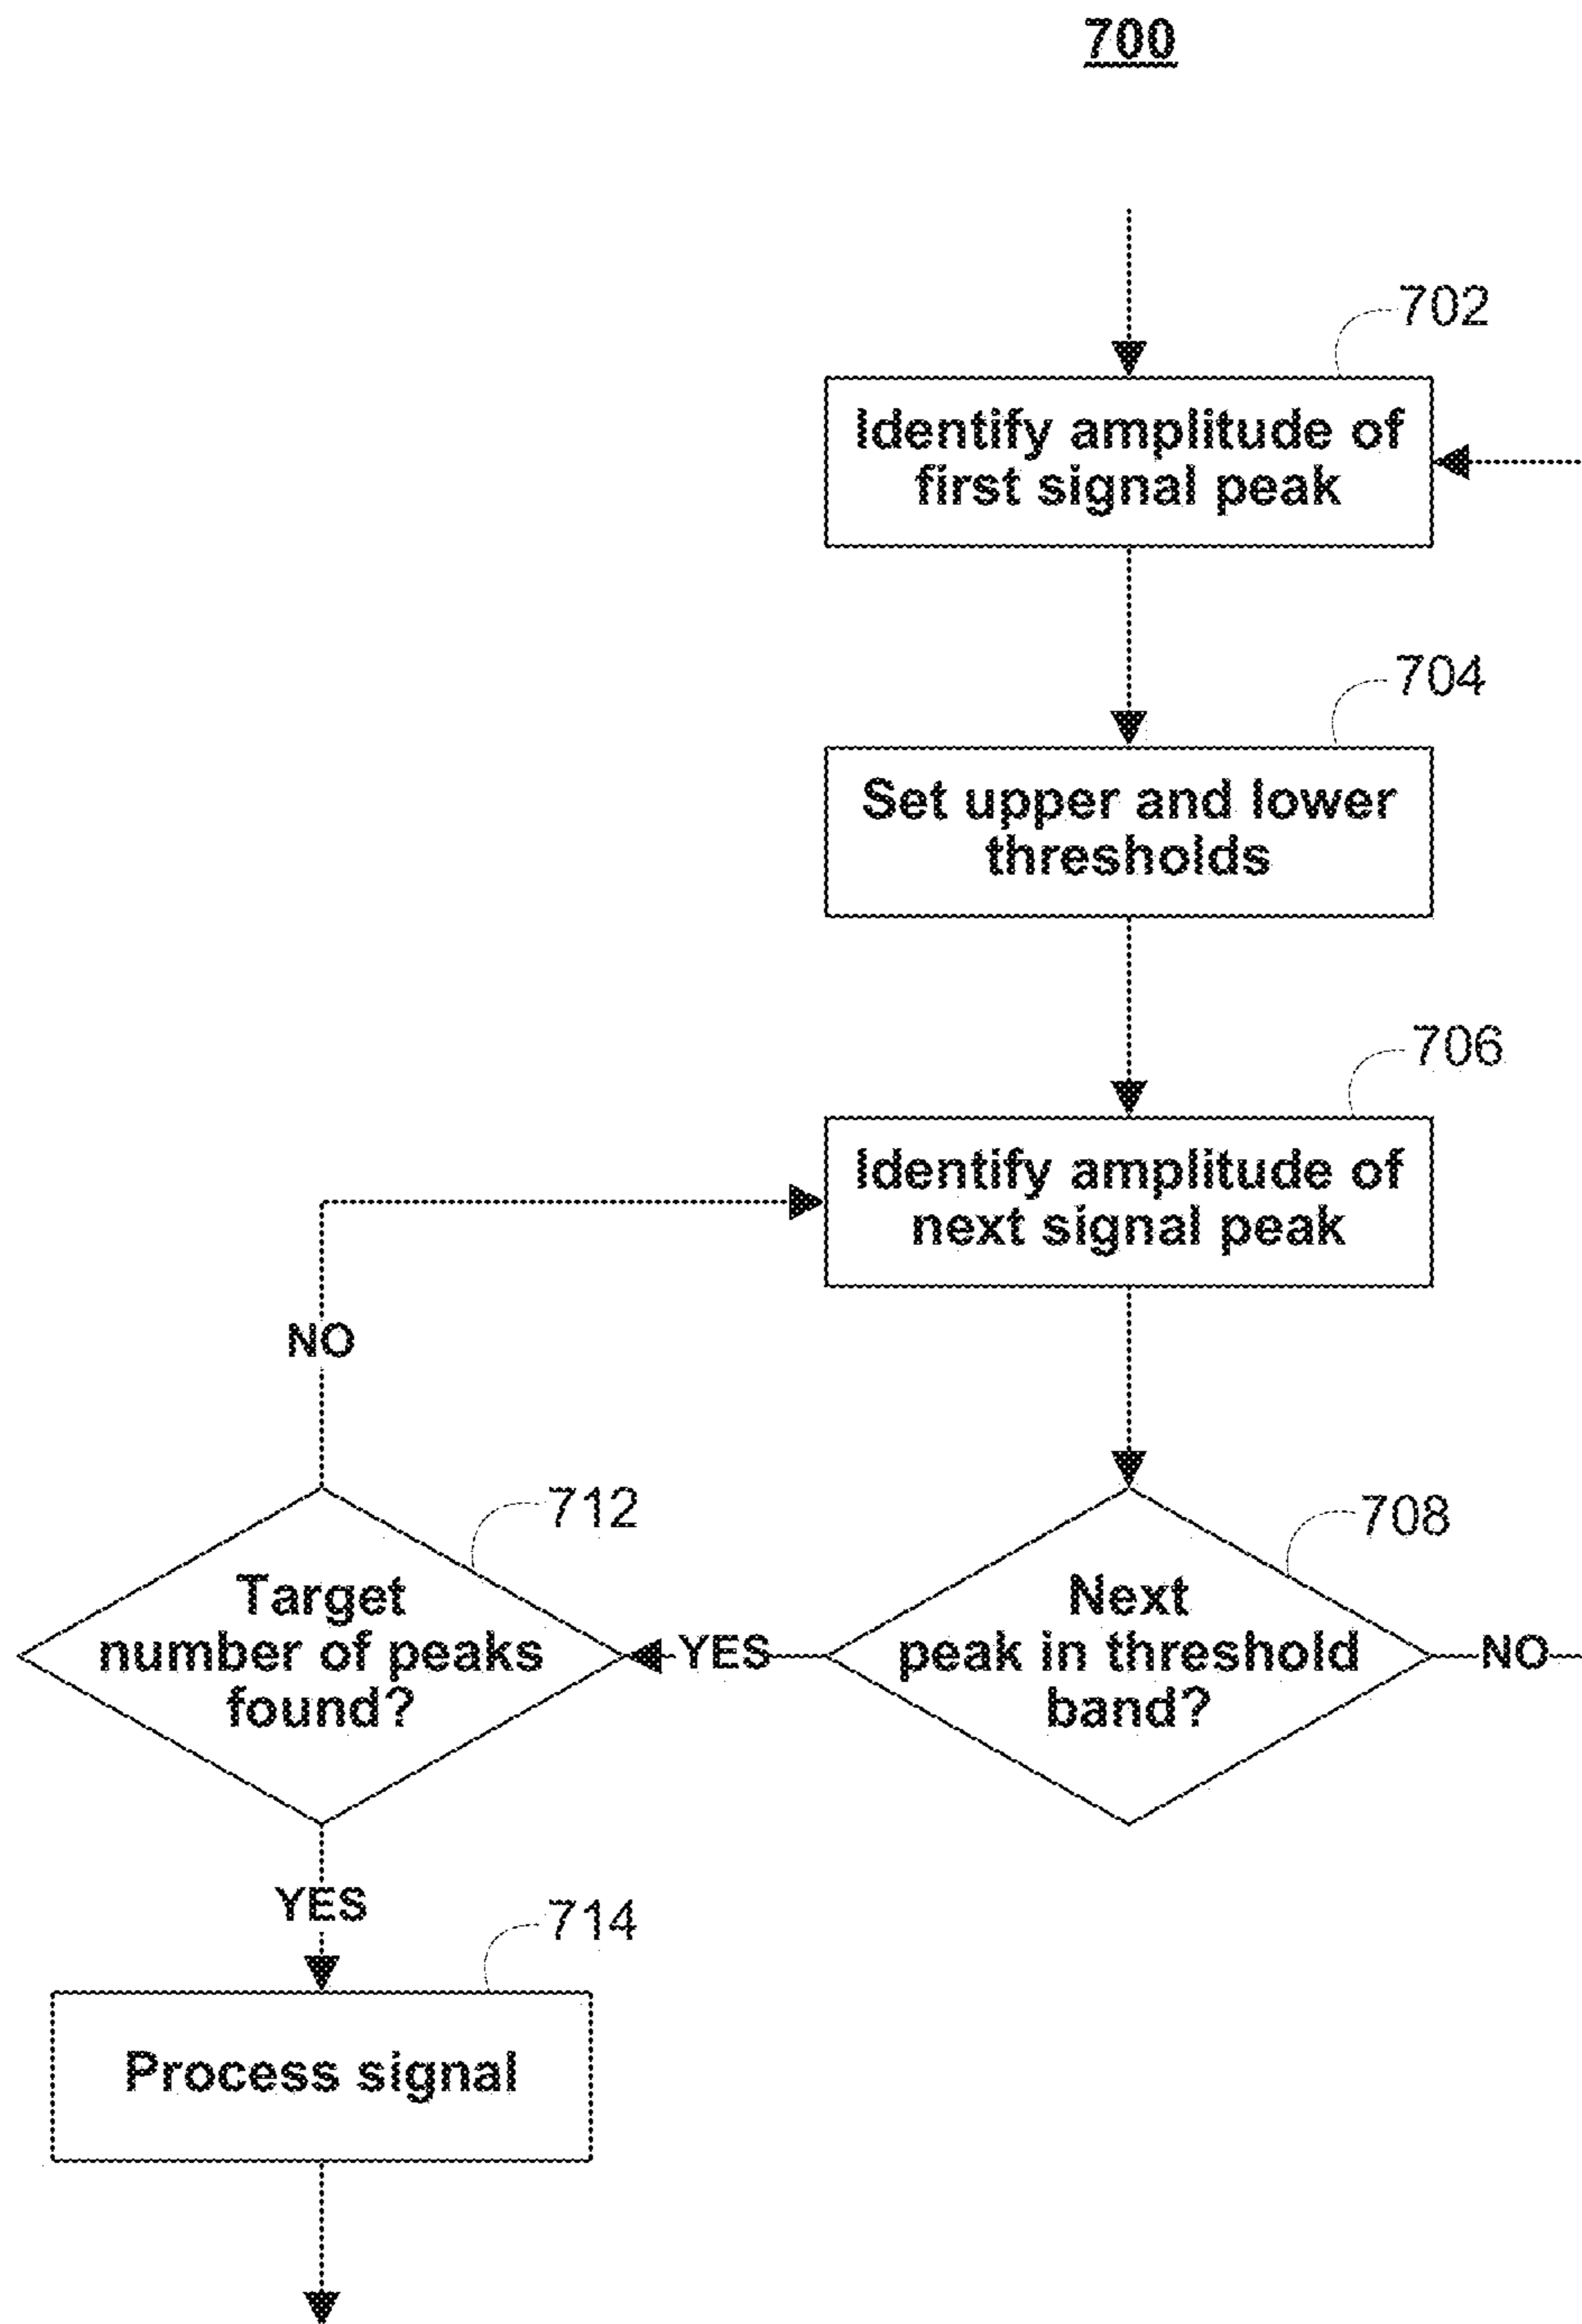 700
702
Identify amplitude of
first signal peak
704
Set upper and lower
thresholds
706
Identify amplitude of
next signal peak
NO
712
Target
number of peaks
found?
YES
708
Next
peak in threshold
band?
NO
YES
714
Process signal